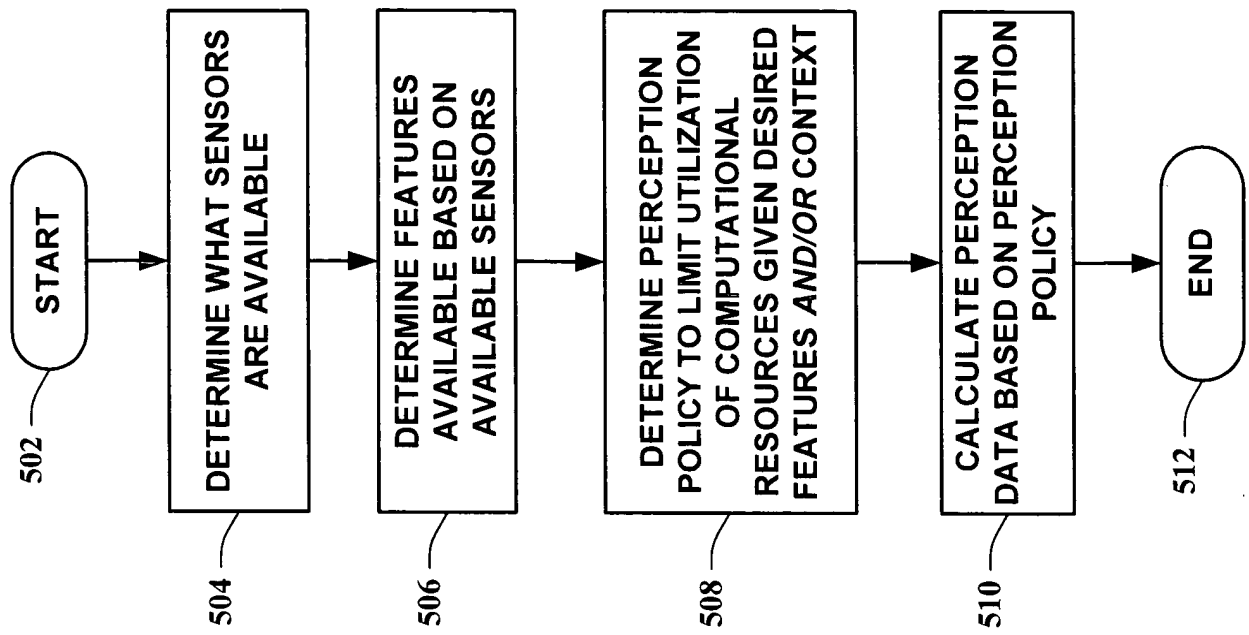 START
502
DETERMINE WHAT SENSORS
ARE AVAILABLE
504
DETERMINE FEATURES
AVAILABLE BASED ON
AVAILABLE SENSORS
506
DETERMINE PERCEPTION
POLICY TO LIMIT UTILIZATION
OF COMPUTATIONAL
RESOURCES GIVEN DESIRED
FEATURES AND/OR CONTEXT
508
CALCULATE PERCEPTION
DATA BASED ON PERCEPTION
POLICY
510
END
512